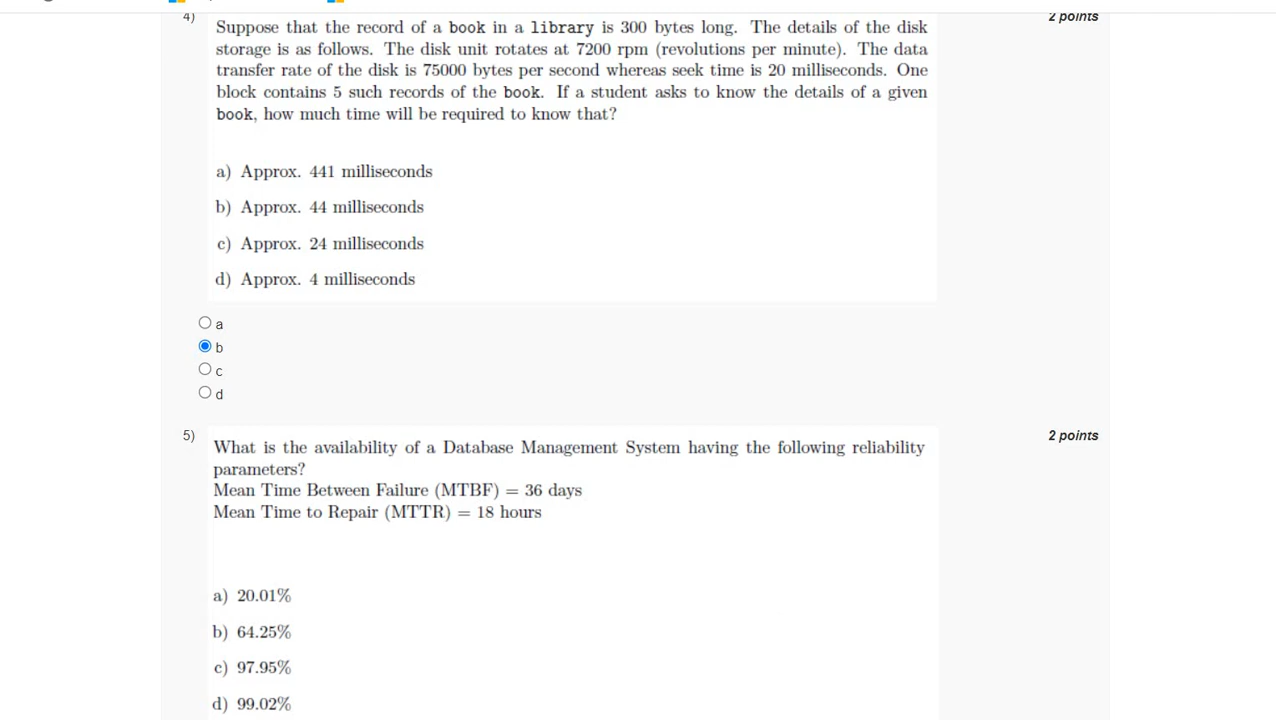 4)
2 points
Suppose that the record of a book in a library is 300 bytes long. The details of the disk
storage is as follows. The disk unit rotates at 7200 rpm (revolutions per minute). The data
transfer rate of the disk is 75000 bytes per second whereas seek time is 20 milliseconds. One
block contains 5 such records of the book. If a student asks to know the details of a given
book, how much time will be required to know that?
a) Approx. 441 milliseconds
b) Approx. 44 milliseconds
c) Approx. 24 milliseconds
d) Approx. 4 milliseconds
a
b
c
d
5)
2 points
What is the availability of a Database Management System having the following reliability
parameters?
Mean Time Between Failure (MTBF) = 36 days
Mean Time to Repair (MTTR) = 18 hours
a) 20.01%
b) 64.25%
c) 97.95%
d) 99.02%